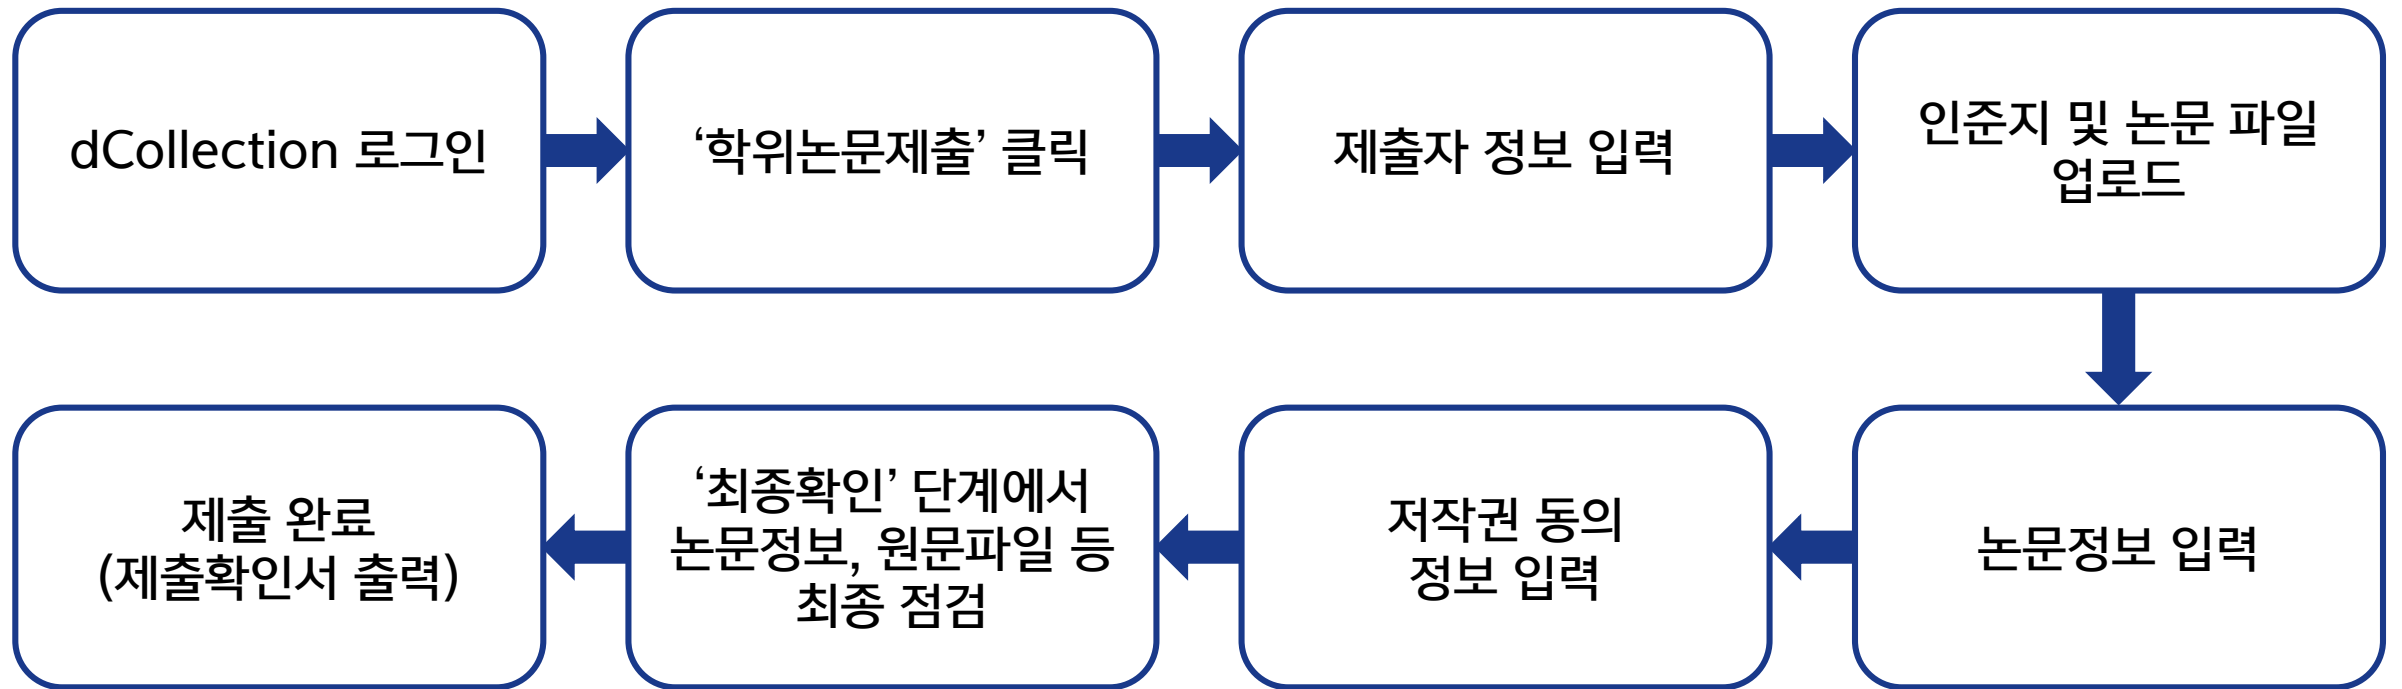 dCollection 로그인
‘학위논문제출’ 클릭
제출자 정보 입력
인준지 및 논문 파일
업로드
논문정보 입력
저작권 동의
정보 입력
‘최종확인’ 단계에서
논문정보, 원문파일 등
최종 점검
제출 완료
(제출확인서 출력)